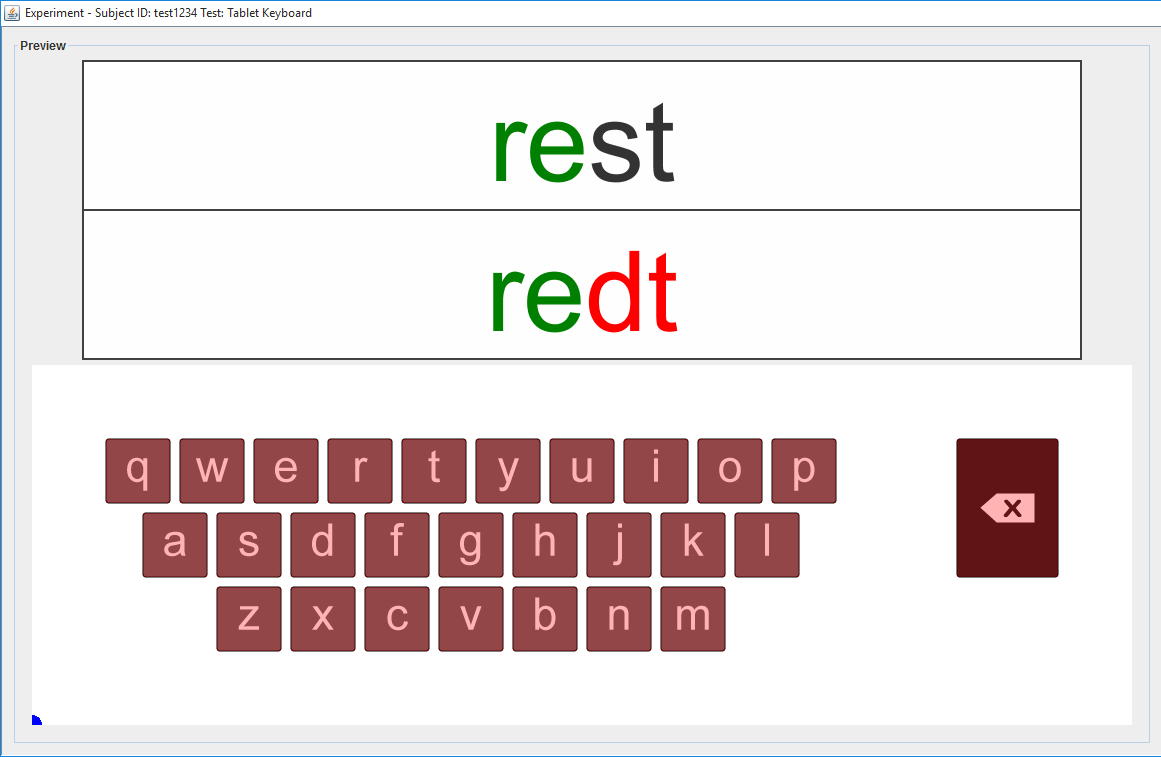 Experiment - Subject ID: test1234 Test: Tablet Keyboard
Preview
rest
redt
q w e r t y u i o p
a s d f g h j k l
z x c v b n m